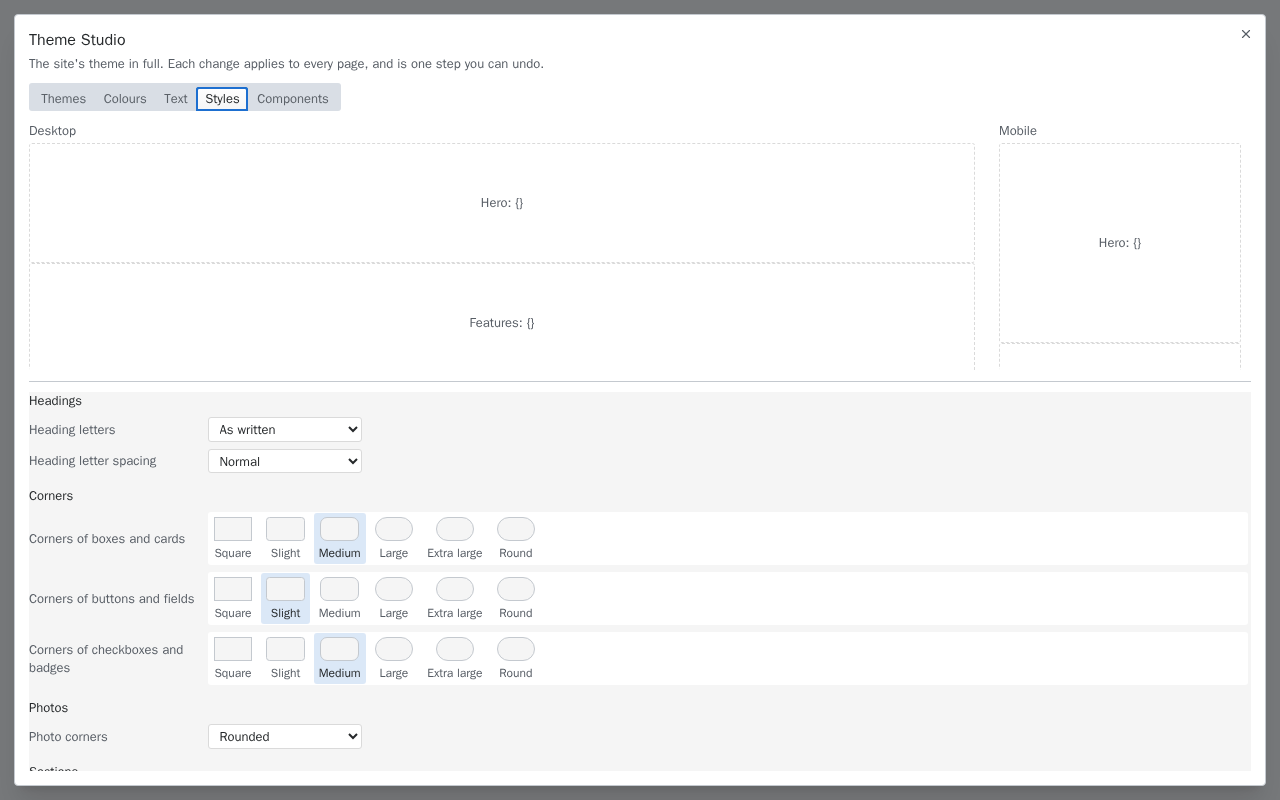 Theme Studio
×
The site's theme in full. Each change applies to every page, and is one step you can undo.
Themes Colours Text Styles Components
Desktop
Mobile
Hero: {}
Hero: {}
Features: {}
Headings
Heading letters As written
Heading letter spacing Normal
Corners
Corners of boxes and cards
Square Slight Medium Large Extra large Round
Corners of buttons and fields
Square Slight Medium Large Extra large Round
Corners of checkboxes and
badges
Square Slight Medium Large Extra large Round
Photos
Photo corners Rounded
Sections